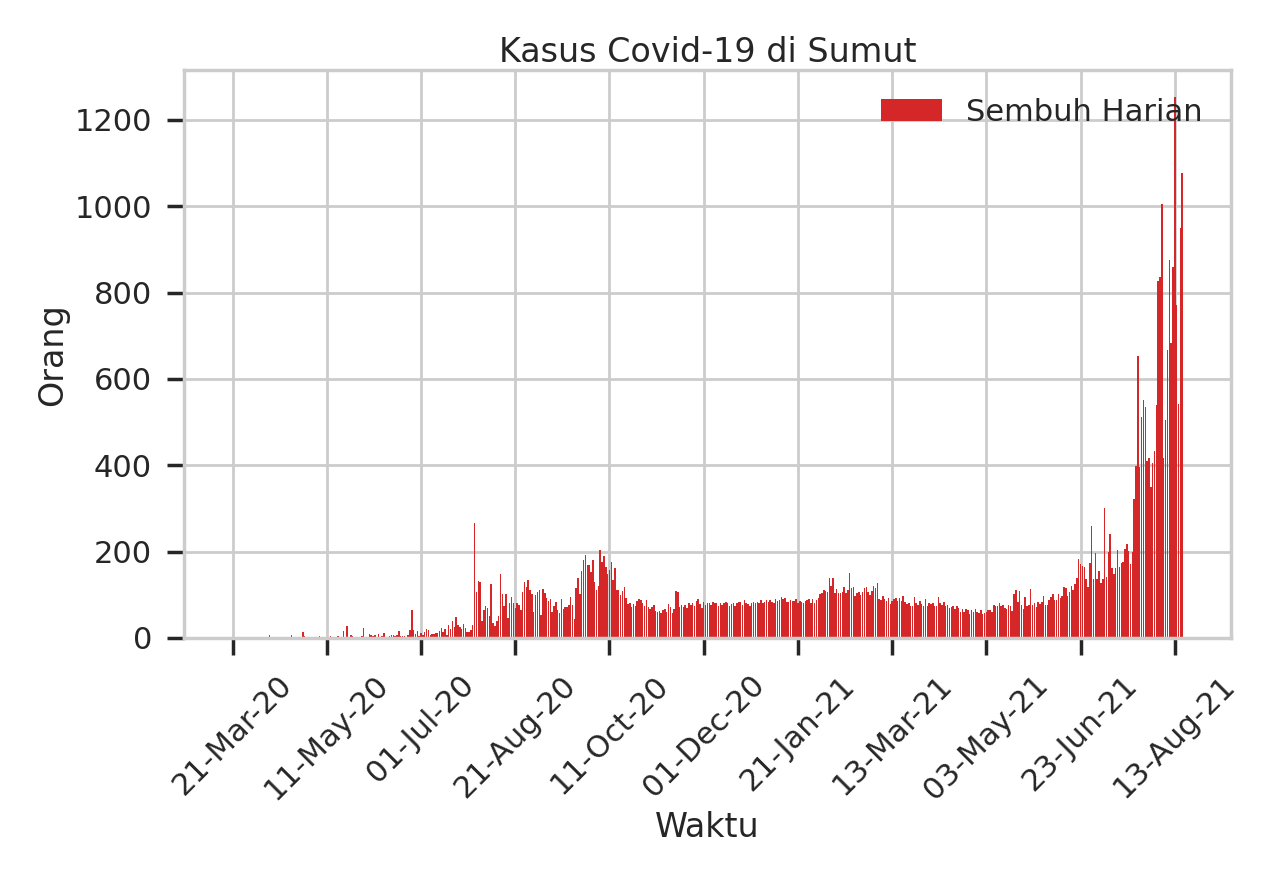 Kasus Covid-19 di Sumut
Sembuh Harian
1200
1000
800
600
400
200
0
Orang
21-Mar-20
11-May-20
01-Jul-20
21-Aug-20
11-Oct-20
01-Dec-20
21-Jan-21
13-Mar-21
03-May-21
23-Jun-21
13-Aug-21
Waktu